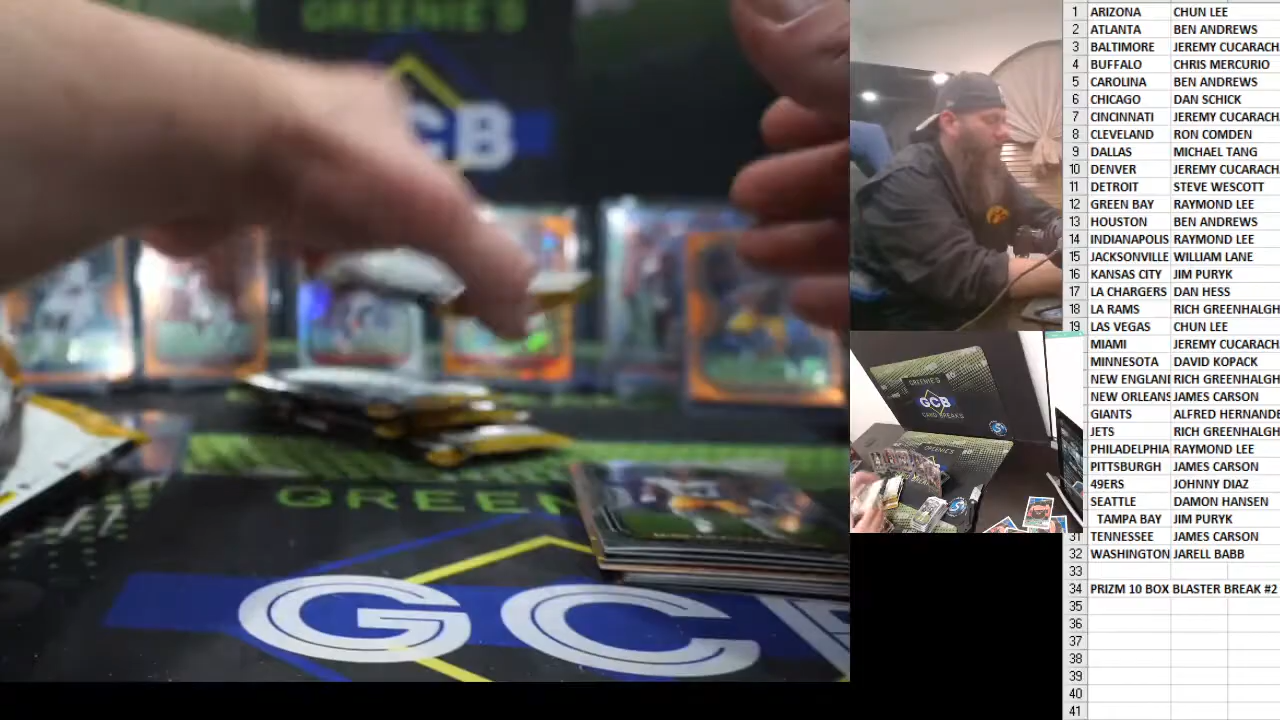 GREENIE'S
CB
GREEN
GC
GREENIE'S
GCB
CARD BREAKS
GREENIE'S
1 ARIZONA CHUN LEE
2 ATLANTA BEN ANDREWS
3 BALTIMORE JEREMY CUCARACH
4 BUFFALO CHRIS MERCURIO
5 CAROLINA BEN ANDREWS
6 CHICAGO DAN SCHICK
7 CINCINNATI JEREMY CUCARACH
8 CLEVELAND RON COMDEN
9 DALLAS MICHAEL TANG
10 DENVER JEREMY CUCARACH
11 DETROIT STEVE WESCOTT
12 GREEN BAY RAYMOND LEE
13 HOUSTON BEN ANDREWS
14 INDIANAPOLIS RAYMOND LEE
15 JACKSONVILLE WILLIAM LANE
16 KANSAS CITY JIM PURYK
17 LA CHARGERS DAN HESS
18 LA RAMS RICH GREENHALGH
19 LAS VEGAS CHUN LEE
MIAMI JEREMY CUCARACH
MINNESOTA DAVID KOPACK
NEW ENGLAND RICH GREENHALGH
NEW ORLEANS JAMES CARSON
GIANTS ALFRED HERNANDE
JETS RICH GREENHALGH
PHILADELPHIA RAYMOND LEE
PITTSBURGH JAMES CARSON
49ERS JOHNNY DIAZ
SEATTLE DAMON HANSEN
TAMPA BAY JIM PURYK
31 TENNESSEE JAMES CARSON
32 WASHINGTON JARELL BABB
33
34 PRIZM 10 BOX BLASTER BREAK #2
35
36
37
38
39
40
41